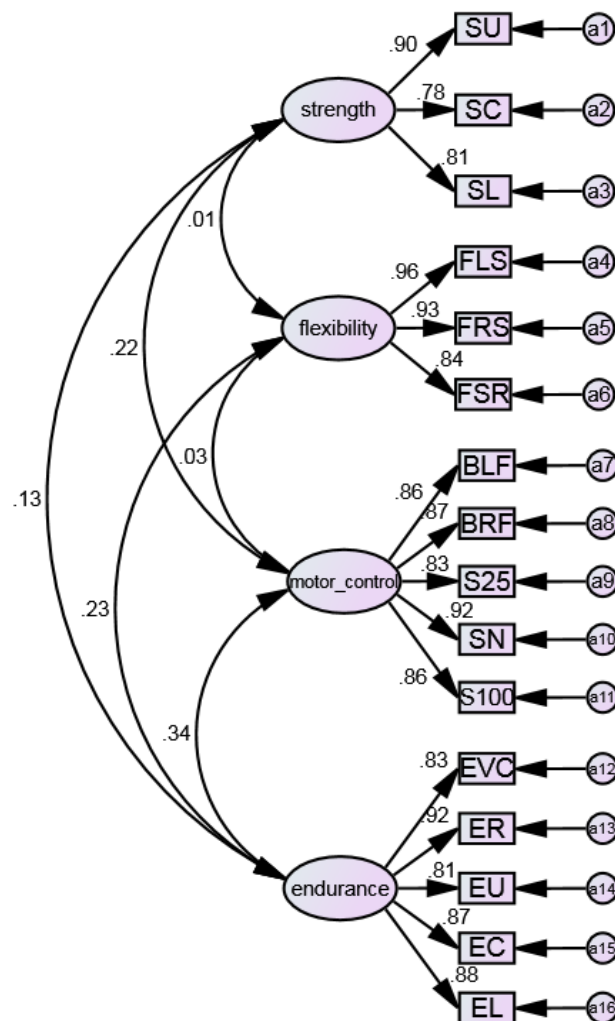 SU
a1
.90
strength
.78
SC
a2
.81
SL
a3
.01
.96
FLS
a4
flexibility
.93
FRS
a5
.84
FSR
a6
.22
.03
.86
BLF
a7
.87
BRF
a8
.13
motor_control
.83
S25
a9
.23
.92
SN
a10
.86
S100
a11
.34
.83
EVC
a12
.92
ER
a13
endurance
.81
EU
a14
.87
EC
a15
.88
EL
a16